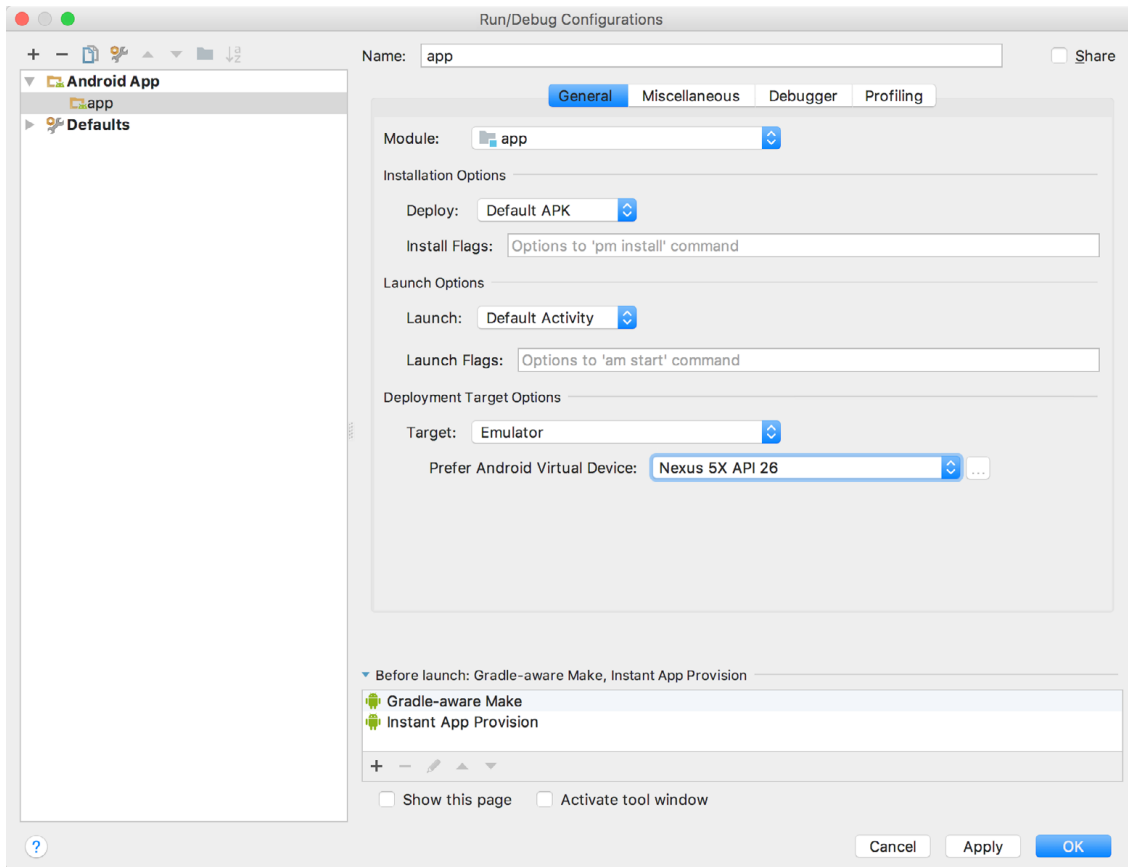 Run/Debug Configurations
Name: app
Share
Android App
app
Defaults
General Miscellaneous Debugger Profiling
Module: app
Installation Options
Deploy: Default APK
Install Flags: Options to 'pm install' command
Launch Options
Launch: Default Activity
Launch Flags: Options to 'am start' command
Deployment Target Options
Target: Emulator
Prefer Android Virtual Device: Nexus 5X API 26 ...
Before launch: Gradle-aware Make, Instant App Provision
Gradle-aware Make
Instant App Provision
Show this page Activate tool window
? Cancel Apply OK